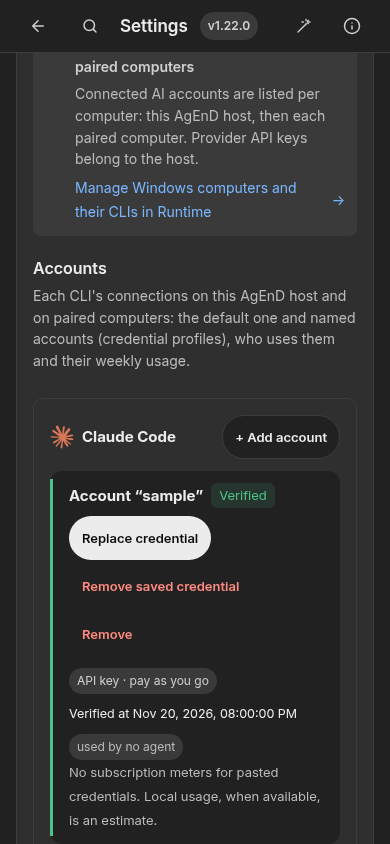 Settings v1.22.0
paired computers
Connected AI accounts are listed per
computer: this AgEnD host, then each
paired computer. Provider API keys
belong to the host.
Manage Windows computers and
their CLIs in Runtime →
Accounts
Each CLI's connections on this AgEnD host and
on paired computers: the default one and named
accounts (credential profiles), who uses them
and their weekly usage.
Claude Code
+ Add account
Account “sample” Verified
Replace credential
Remove saved credential
Remove
API key · pay as you go
Verified at Nov 20, 2026, 08:00:00 PM
used by no agent
No subscription meters for pasted
credentials. Local usage, when available,
is an estimate.